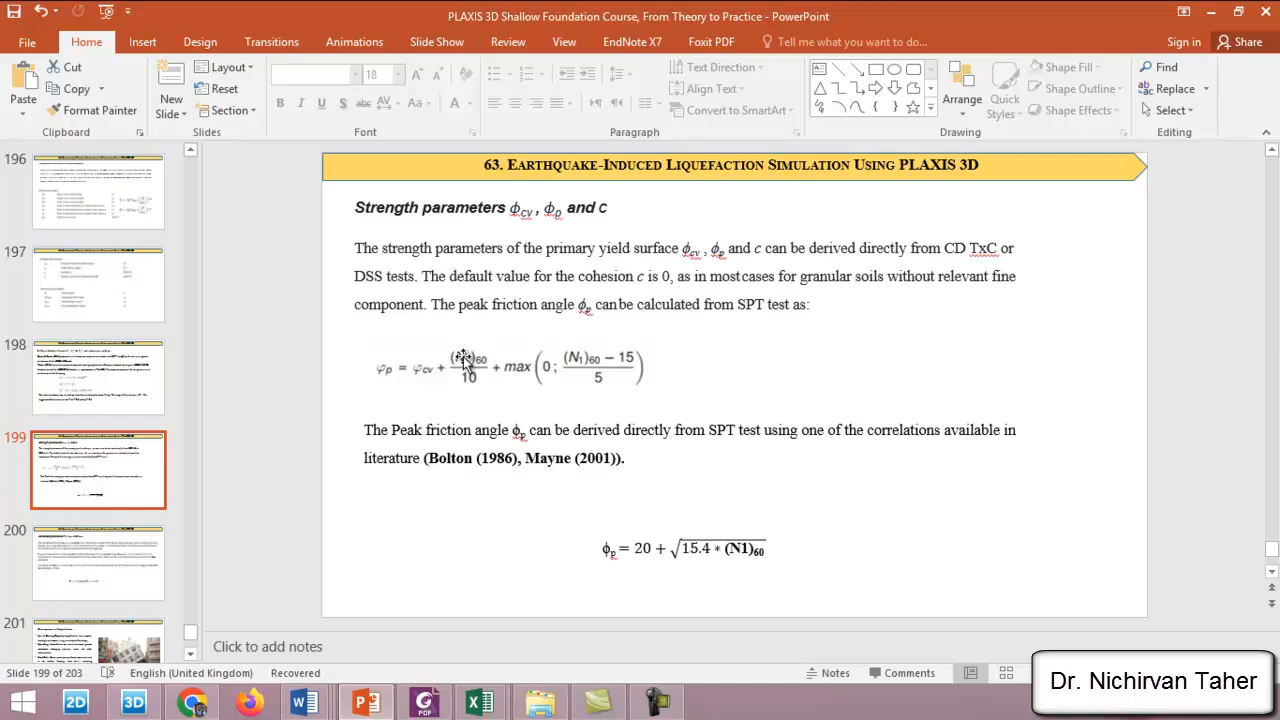 PLAXIS 3D Shallow Foundation Course, From Theory to Practice - PowerPoint
File Home Insert Design Transitions Animations Slide Show Review View EndNote X7 Foxit PDF Tell me what you want to do... Sign in Share
Paste
Cut
Copy
Format Painter
Clipboard
New Slide
Layout
Reset
Section
Slides
18
B I U S abc AV Aa A
Font
Text Direction
Align Text
Convert to SmartArt
Paragraph
Arrange
Quick Styles
Shape Fill
Shape Outline
Shape Effects
Drawing
Find
Replace
Select
Editing
196
197
198
199
200
201
63. EARTHQUAKE-INDUCED LIQUEFACTION SIMULATION USING PLAXIS 3D
Strength parameters ϕCV , ϕp and c
The strength parameters of the primary yield surface ϕcv , ϕp and c can be derived directly from CD TxC or
DSS tests. The default value for the cohesion c is 0, as in most cases for granular soils without relevant fine
component. The peak friction angle ϕp can be calculated from SPT test as:
φp = φcv + (N1)60 / 10 + max(0 ; (N1)60 − 15 / 5)
The Peak friction angle ϕp can be derived directly from SPT test using one of the correlations available in
literature (Bolton (1986), Mayne (2001)).
ϕp = 20 + √15.4 * (N1)60
Click to add notes
Slide 199 of 203 English (United Kingdom) Recovered Notes Comments
2D 3D PDF
Dr. Nichirvan Taher